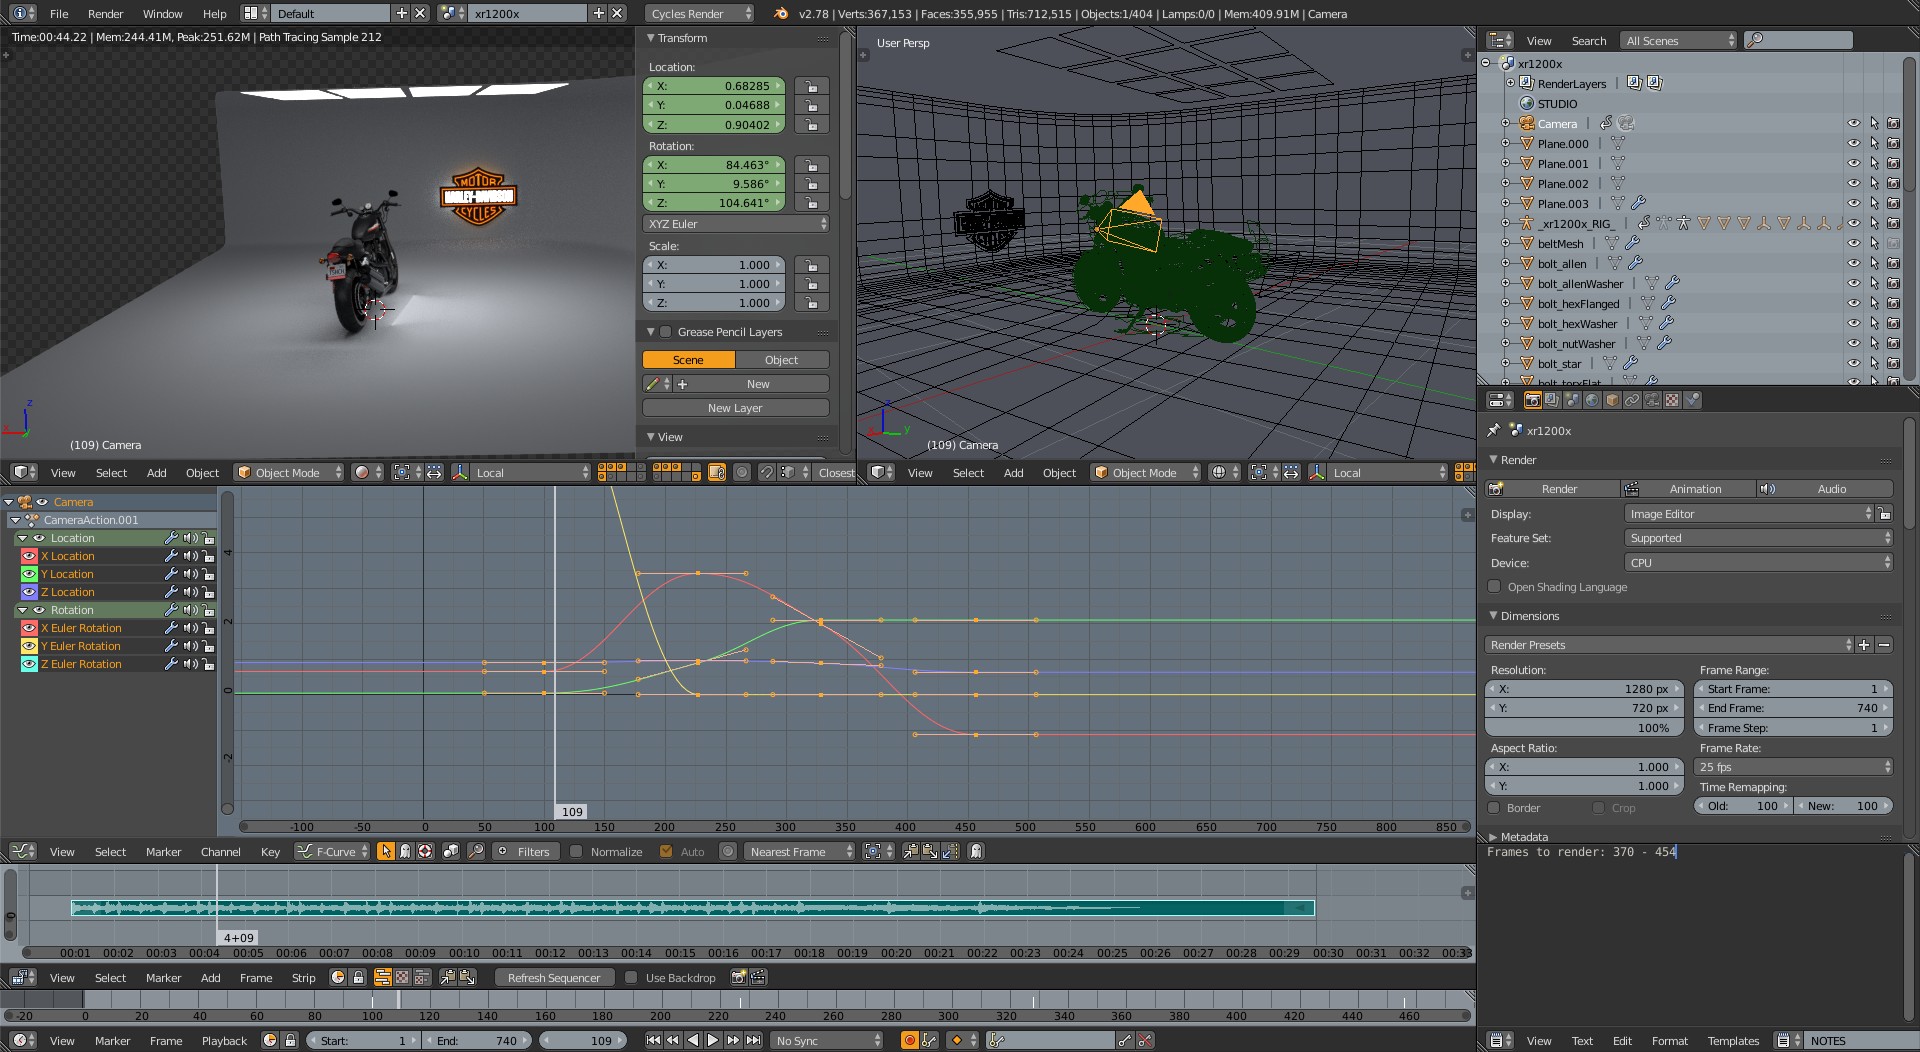 File Render Window Help Default xr1200x Cycles Render v2.78 | Verts:367,153 | Faces:355,955 | Tris:712,515 | Objects:1/404 | Lamps:0/0 | Mem:409.91M | Camera
Time:00:44.22 | Mem:244.41M, Peak:251.62M | Path Tracing Sample 212
MOTOR
HARLEY-DAVIDSON
CYCLES
(109) Camera
Transform
Location:
X: 0.68285
Y: 0.04688
Z: 0.90402
Rotation:
X: 84.463°
Y: 9.586°
Z: 104.641°
XYZ Euler
Scale:
X: 1.000
Y: 1.000
Z: 1.000
Grease Pencil Layers
Scene Object
New
New Layer
View
User Persp
(109) Camera
View Select Add Object Object Mode Local Closest
View Select Add Object Object Mode Local
View Search All Scenes
xr1200x
RenderLayers
STUDIO
Camera
Plane.000
Plane.001
Plane.002
Plane.003
_xr1200x_RIG_
beltMesh
bolt_allen
bolt_allenWasher
bolt_hexFlanged
bolt_hexWasher
bolt_nutWasher
bolt_star
bolt_torxFlat
xr1200x
Render
Render Animation Audio
Display: Image Editor
Feature Set: Supported
Device: CPU
Open Shading Language
Dimensions
Render Presets
Resolution: Frame Range:
X: 1280 px Start Frame: 1
Y: 720 px End Frame: 740
100% Frame Step: 1
Aspect Ratio: Frame Rate:
X: 1.000 25 fps
Y: 1.000 Time Remapping:
Border Crop Old: 100 New: 100
Metadata
Camera
CameraAction.001
Location
X Location
Y Location
Z Location
Rotation
X Euler Rotation
Y Euler Rotation
Z Euler Rotation
4
2
0
-2
109
-100 -50 0 50 100 150 200 250 300 350 400 450 500 550 600 650 700 750 800 850
View Select Marker Channel Key F-Curve Filters Normalize Auto Nearest Frame
0
4+09
00:01 00:02 00:03 00:04 00:05 00:06 00:07 00:08 00:09 00:10 00:11 00:12 00:13 00:14 00:15 00:16 00:17 00:18 00:19 00:20 00:21 00:22 00:23 00:24 00:25 00:26 00:27 00:28 00:29 00:30 00:31 00:32 00:33
View Select Marker Add Frame Strip Refresh Sequencer Use Backdrop
-20 0 20 40 60 80 100 120 140 160 180 200 220 240 260 280 300 320 340 360 380 400 420 440 460
View Marker Frame Playback Start: 1 End: 740 109 No Sync
Frames to render: 370 - 454
View Text Edit Format Templates NOTES